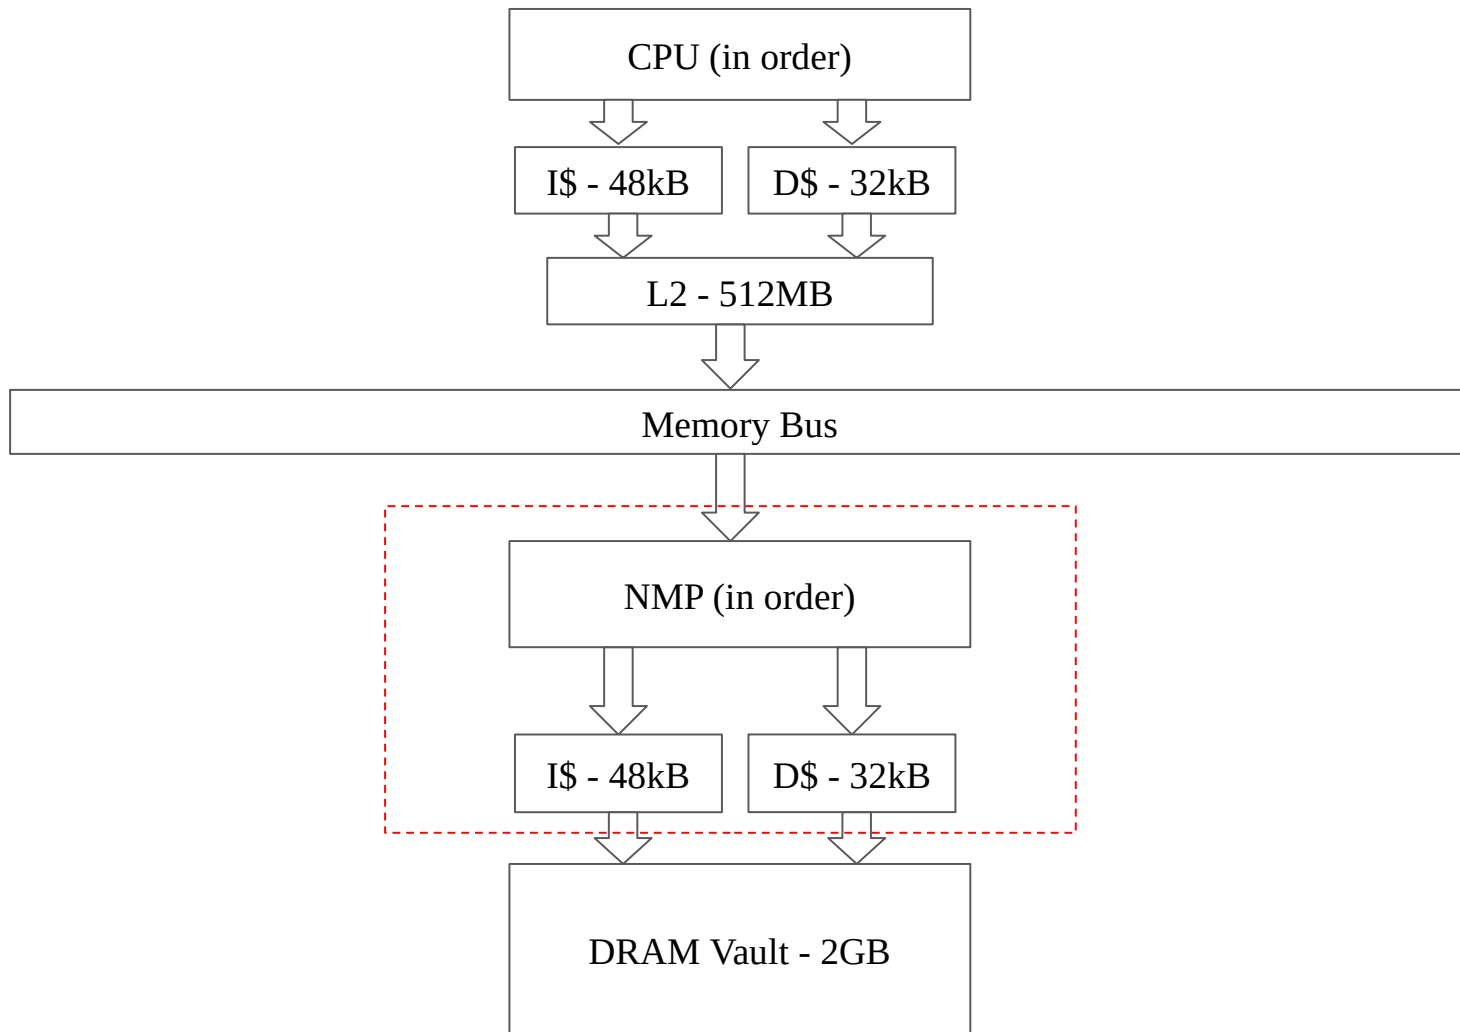 CPU (in order)
I$ - 48kB
D$ - 32kB
L2 - 512MB
Memory Bus
NMP (in order)
I$ - 48kB
D$ - 32kB
DRAM Vault - 2GB